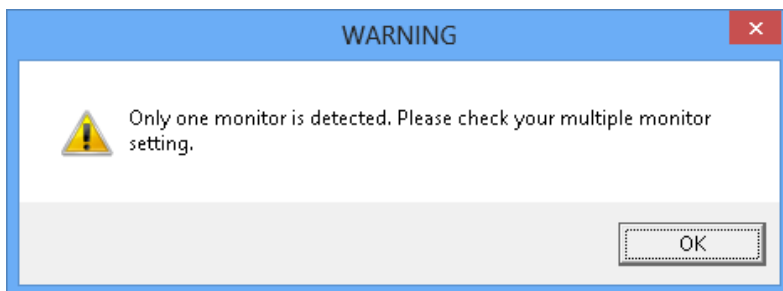 WARNING
Only one monitor is detected. Please check your multiple monitor
setting.
OK